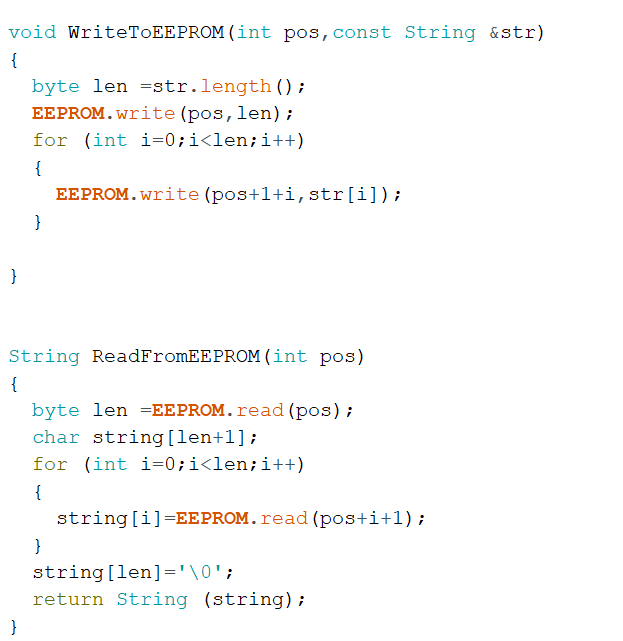 void WriteToEEPROM(int pos,const String &str)
{
  byte len =str.length();
  EEPROM.write(pos,len);
  for (int i=0;i<len;i++)
  {
    EEPROM.write(pos+1+i,str[i]);
  }
}
String ReadFromEEPROM(int pos)
{
  byte len =EEPROM.read(pos);
  char string[len+1];
  for (int i=0;i<len;i++)
  {
    string[i]=EEPROM.read(pos+i+1);
  }
  string[len]='\0';
  return String (string);
}